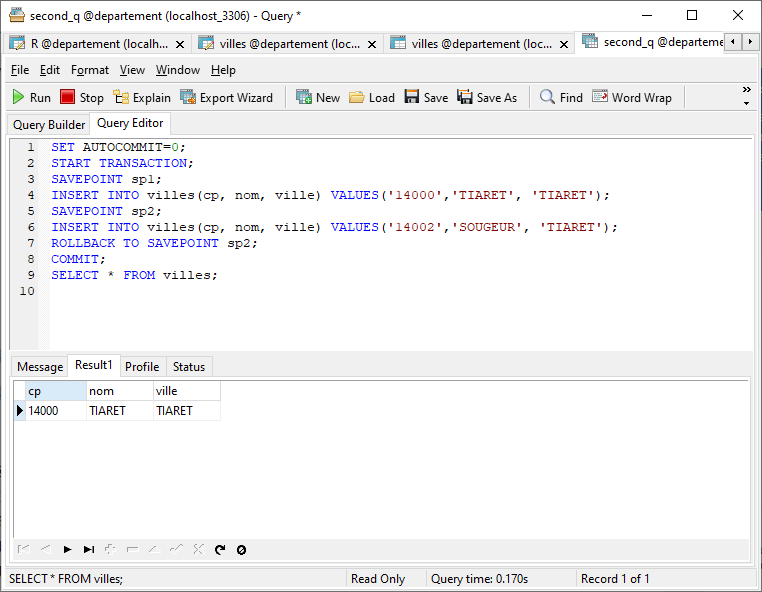 second_q @departement (localhost_3306) - Query *
R @departement (localh... villes @departement (loc... villes @departement (loc... second_q @departeme
File Edit Format View Window Help
Run Stop Explain Export Wizard New Load Save Save As Find Word Wrap
Query Builder Query Editor
1 SET AUTOCOMMIT=0;
2 START TRANSACTION;
3 SAVEPOINT sp1;
4 INSERT INTO villes(cp, nom, ville) VALUES('14000','TIARET', 'TIARET');
5 SAVEPOINT sp2;
6 INSERT INTO villes(cp, nom, ville) VALUES('14002','SOUGEUR', 'TIARET');
7 ROLLBACK TO SAVEPOINT sp2;
8 COMMIT;
9 SELECT * FROM villes;
10
Message Result1 Profile Status
cp nom ville
14000 TIARET TIARET
SELECT * FROM villes; Read Only Query time: 0.170s Record 1 of 1